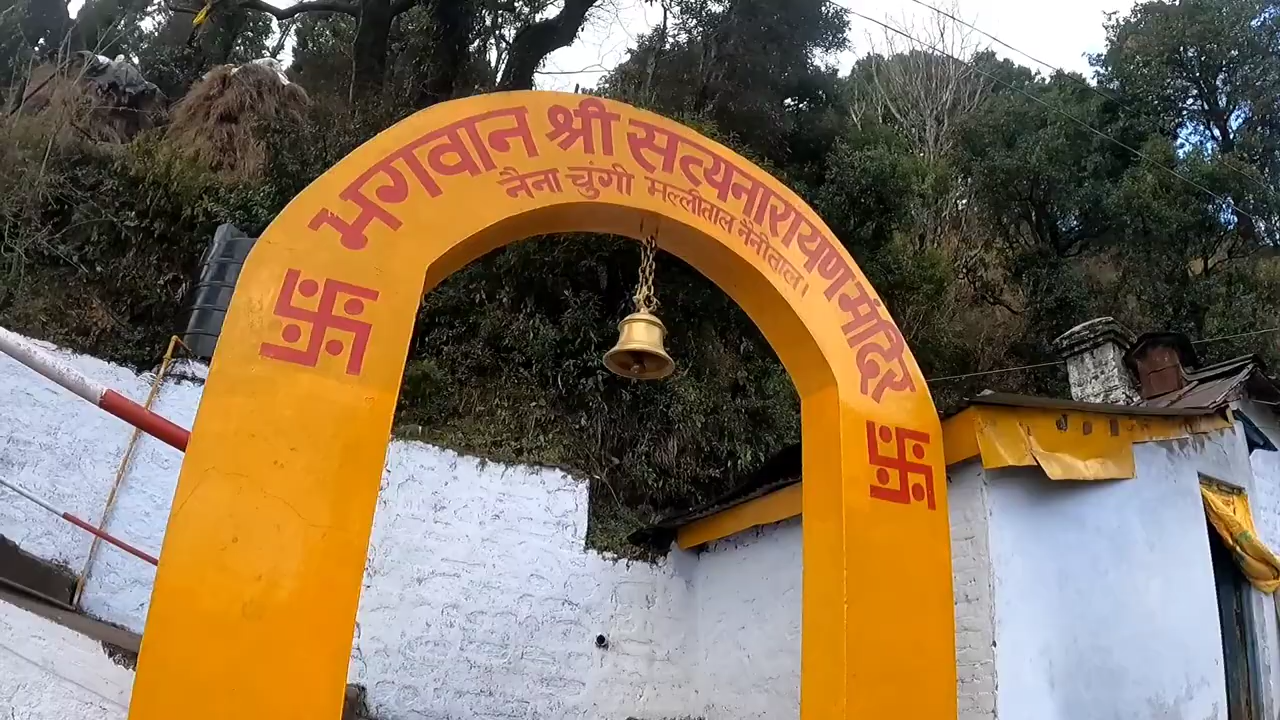 भगवान श्री सत्यनारायण मंदिर
नैना चुंगी मल्लीताल नैनीताल।